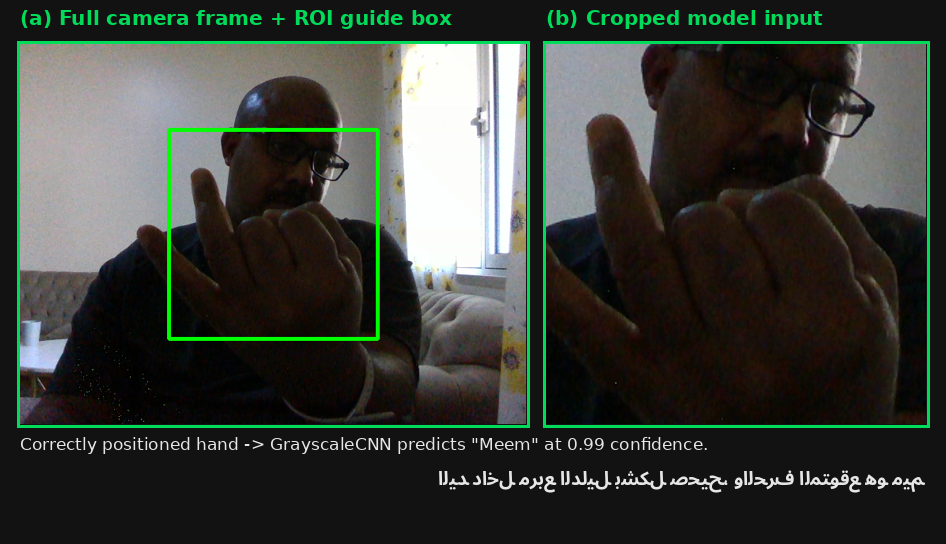 (a) Full camera frame + ROI guide box
(b) Cropped model input
Correctly positioned hand -> GrayscaleCNN predicts "Meem" at 0.99 confidence.
اليد داخل مربع الدليل بشكل صحيح، والحرف المتوقع هو ميم